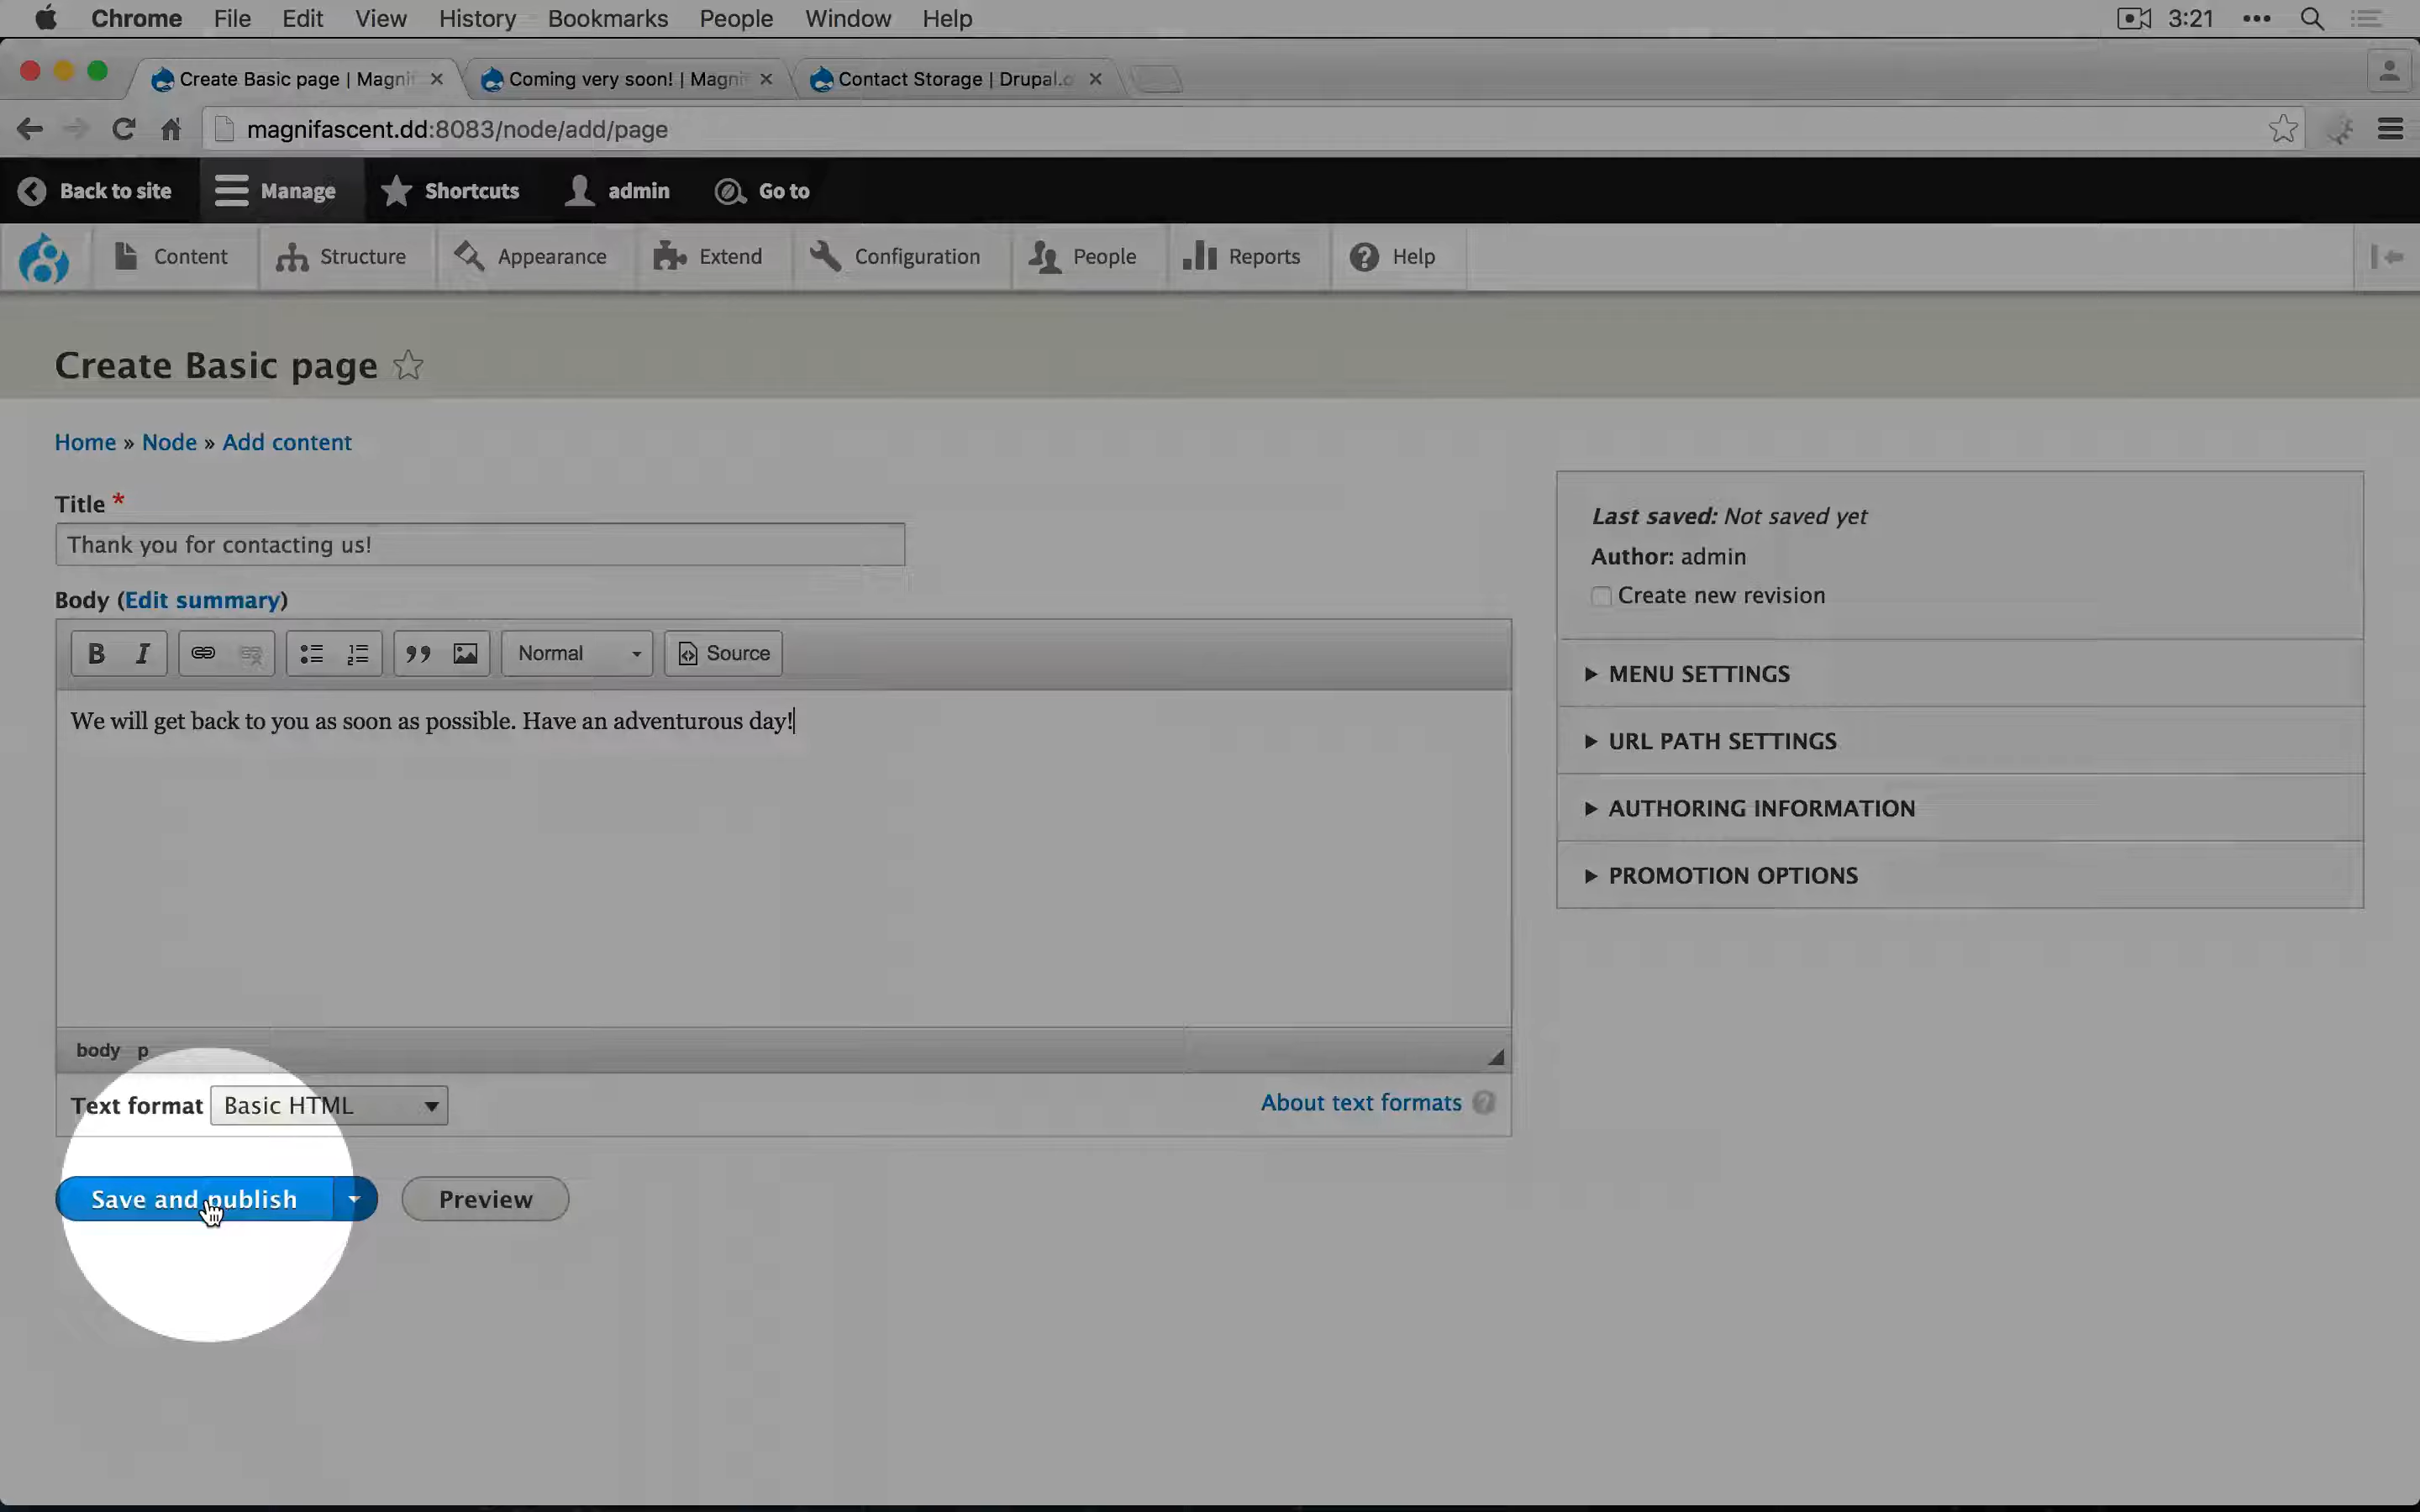 Chrome File Edit View History Bookmarks People Window Help 3:21
Create Basic page | Magnif Coming very soon! | Magni Contact Storage | Drupal.o
magnifascent.dd:8083/node/add/page
Back to site Manage Shortcuts admin Go to
Content Structure Appearance Extend Configuration People Reports Help
Create Basic page
Home » Node » Add content
Title *
Thank you for contacting us!
Body (Edit summary)
B I Normal Source
We will get back to you as soon as possible. Have an adventurous day!
body p
Text format Basic HTML About text formats ?
Save and publish Preview
Last saved: Not saved yet
Author: admin
Create new revision
MENU SETTINGS
URL PATH SETTINGS
AUTHORING INFORMATION
PROMOTION OPTIONS